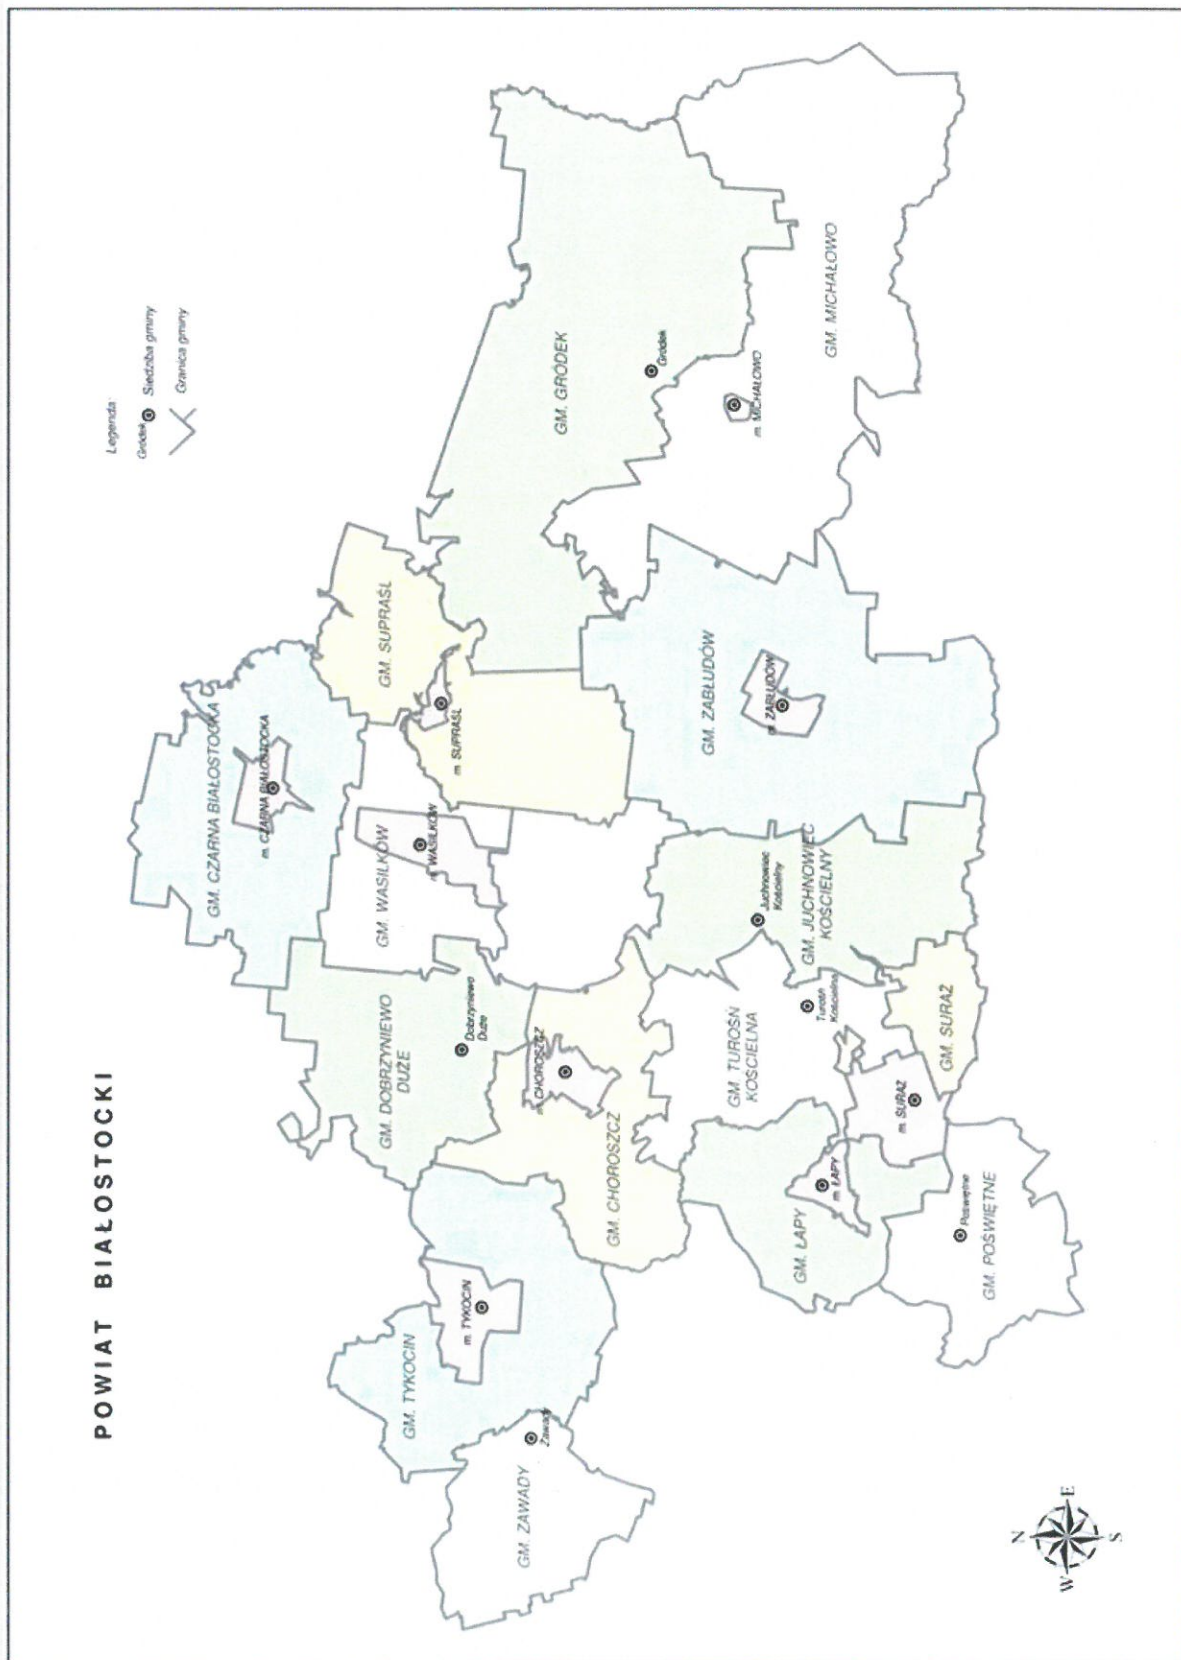 POWIAT BIAŁOSTOCKI
Legenda:
Gródek Siedziba gminy
Granica gminy
GM. CZARNA BIAŁOSTOCKA
m. CZARNA BIAŁOSTOCKA
GM. SUPRAŚL
m. SUPRAŚL
GM. WASILKÓW
m. WASILKÓW
GM. DOBRZYNIEWO
DUŻE
Dobrzyniewo
Duże
GM. TYKOCIN
m. TYKOCIN
GM. ZAWADY
Zawady
GM. CHOROSZCZ
m. CHOROSZCZ
GM. GRÓDEK
Gródek
GM. MICHAŁOWO
m. MICHAŁOWO
GM. ZABŁUDÓW
m. ZABŁUDÓW
GM. JUCHNOWIEC
KOŚCIELNY
Juchnowiec
Kościelny
GM. TUROŚŃ
KOŚCIELNA
Turośń
Kościelna
GM. ŁAPY
m. ŁAPY
GM. SURAŻ
m. SURAŻ
GM. POŚWIĘTNE
Poświętne
N
W E
S